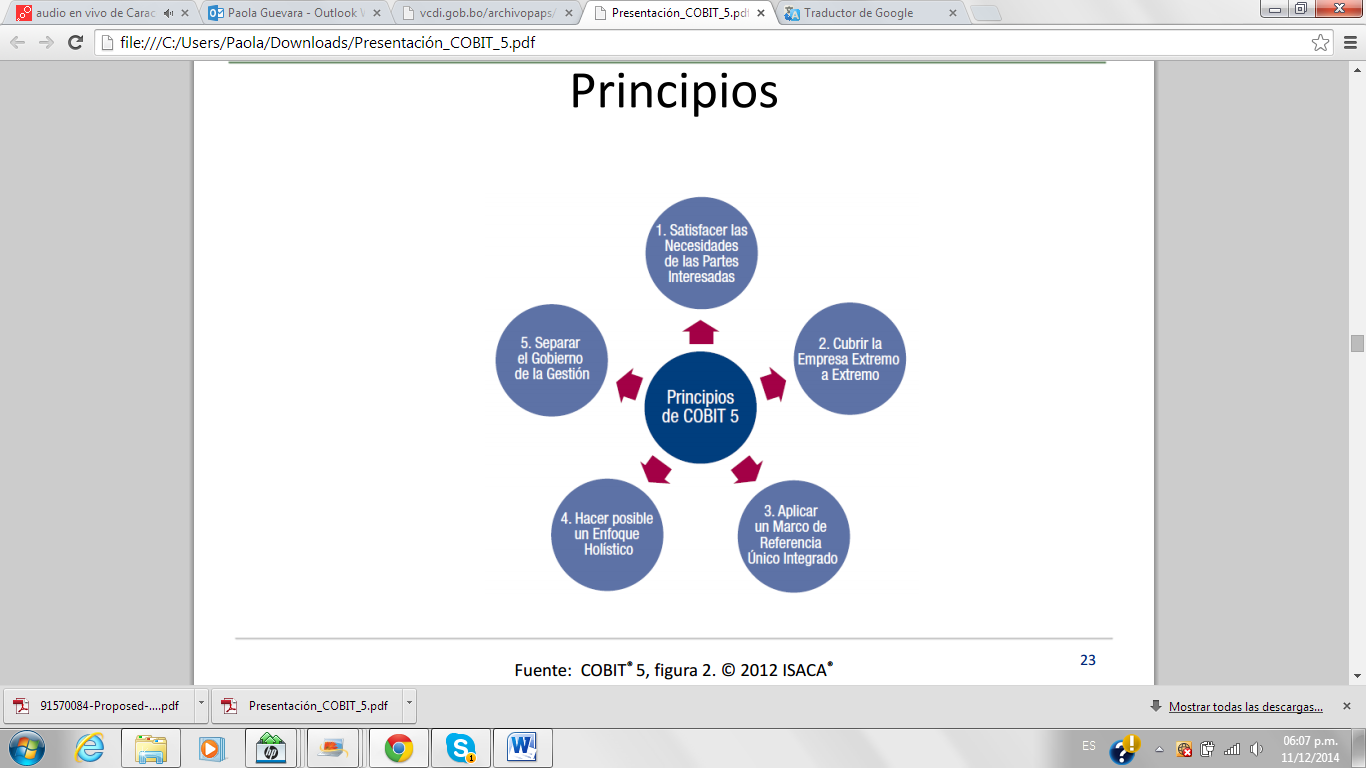 audio en vivo de Carac
Paola Guevara - Outlook
vcdi.gob.bo/archivopaps/
Presentación_COBIT_5.pdf
Traductor de Google
file:///C:/Users/Paola/Downloads/Presentación_COBIT_5.pdf
Principios
1. Satisfacer las
Necesidades
de las Partes
Interesadas
5. Separar
el Gobierno
de la Gestión
2. Cubrir la
Empresa Extremo
a Extremo
Principios
de COBIT 5
4. Hacer posible
un Enfoque
Holístico
3. Aplicar
un Marco de
Referencia
Único Integrado
23
Fuente: COBIT® 5, figura 2. © 2012 ISACA®
91570084-Proposed-....pdf
Presentación_COBIT_5.pdf
Mostrar todas las descargas...
ES
06:07 p.m.
11/12/2014